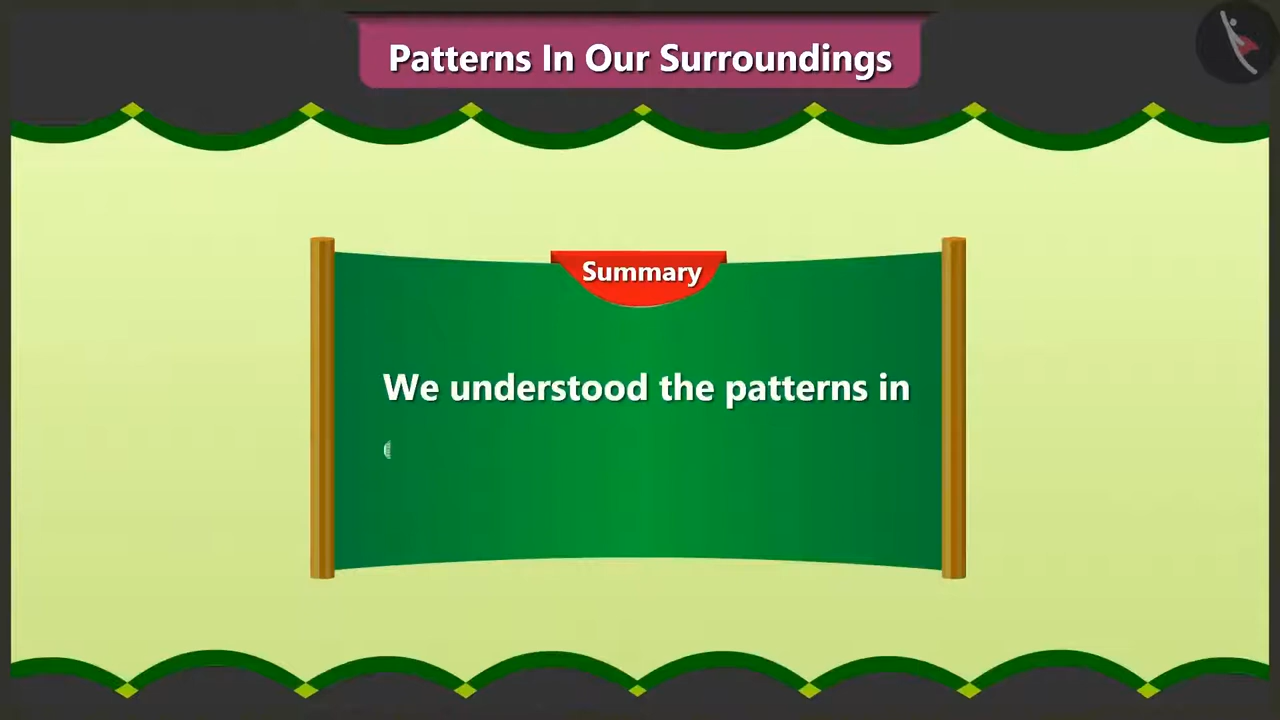 Patterns In Our Surroundings
Summary
We understood the patterns in